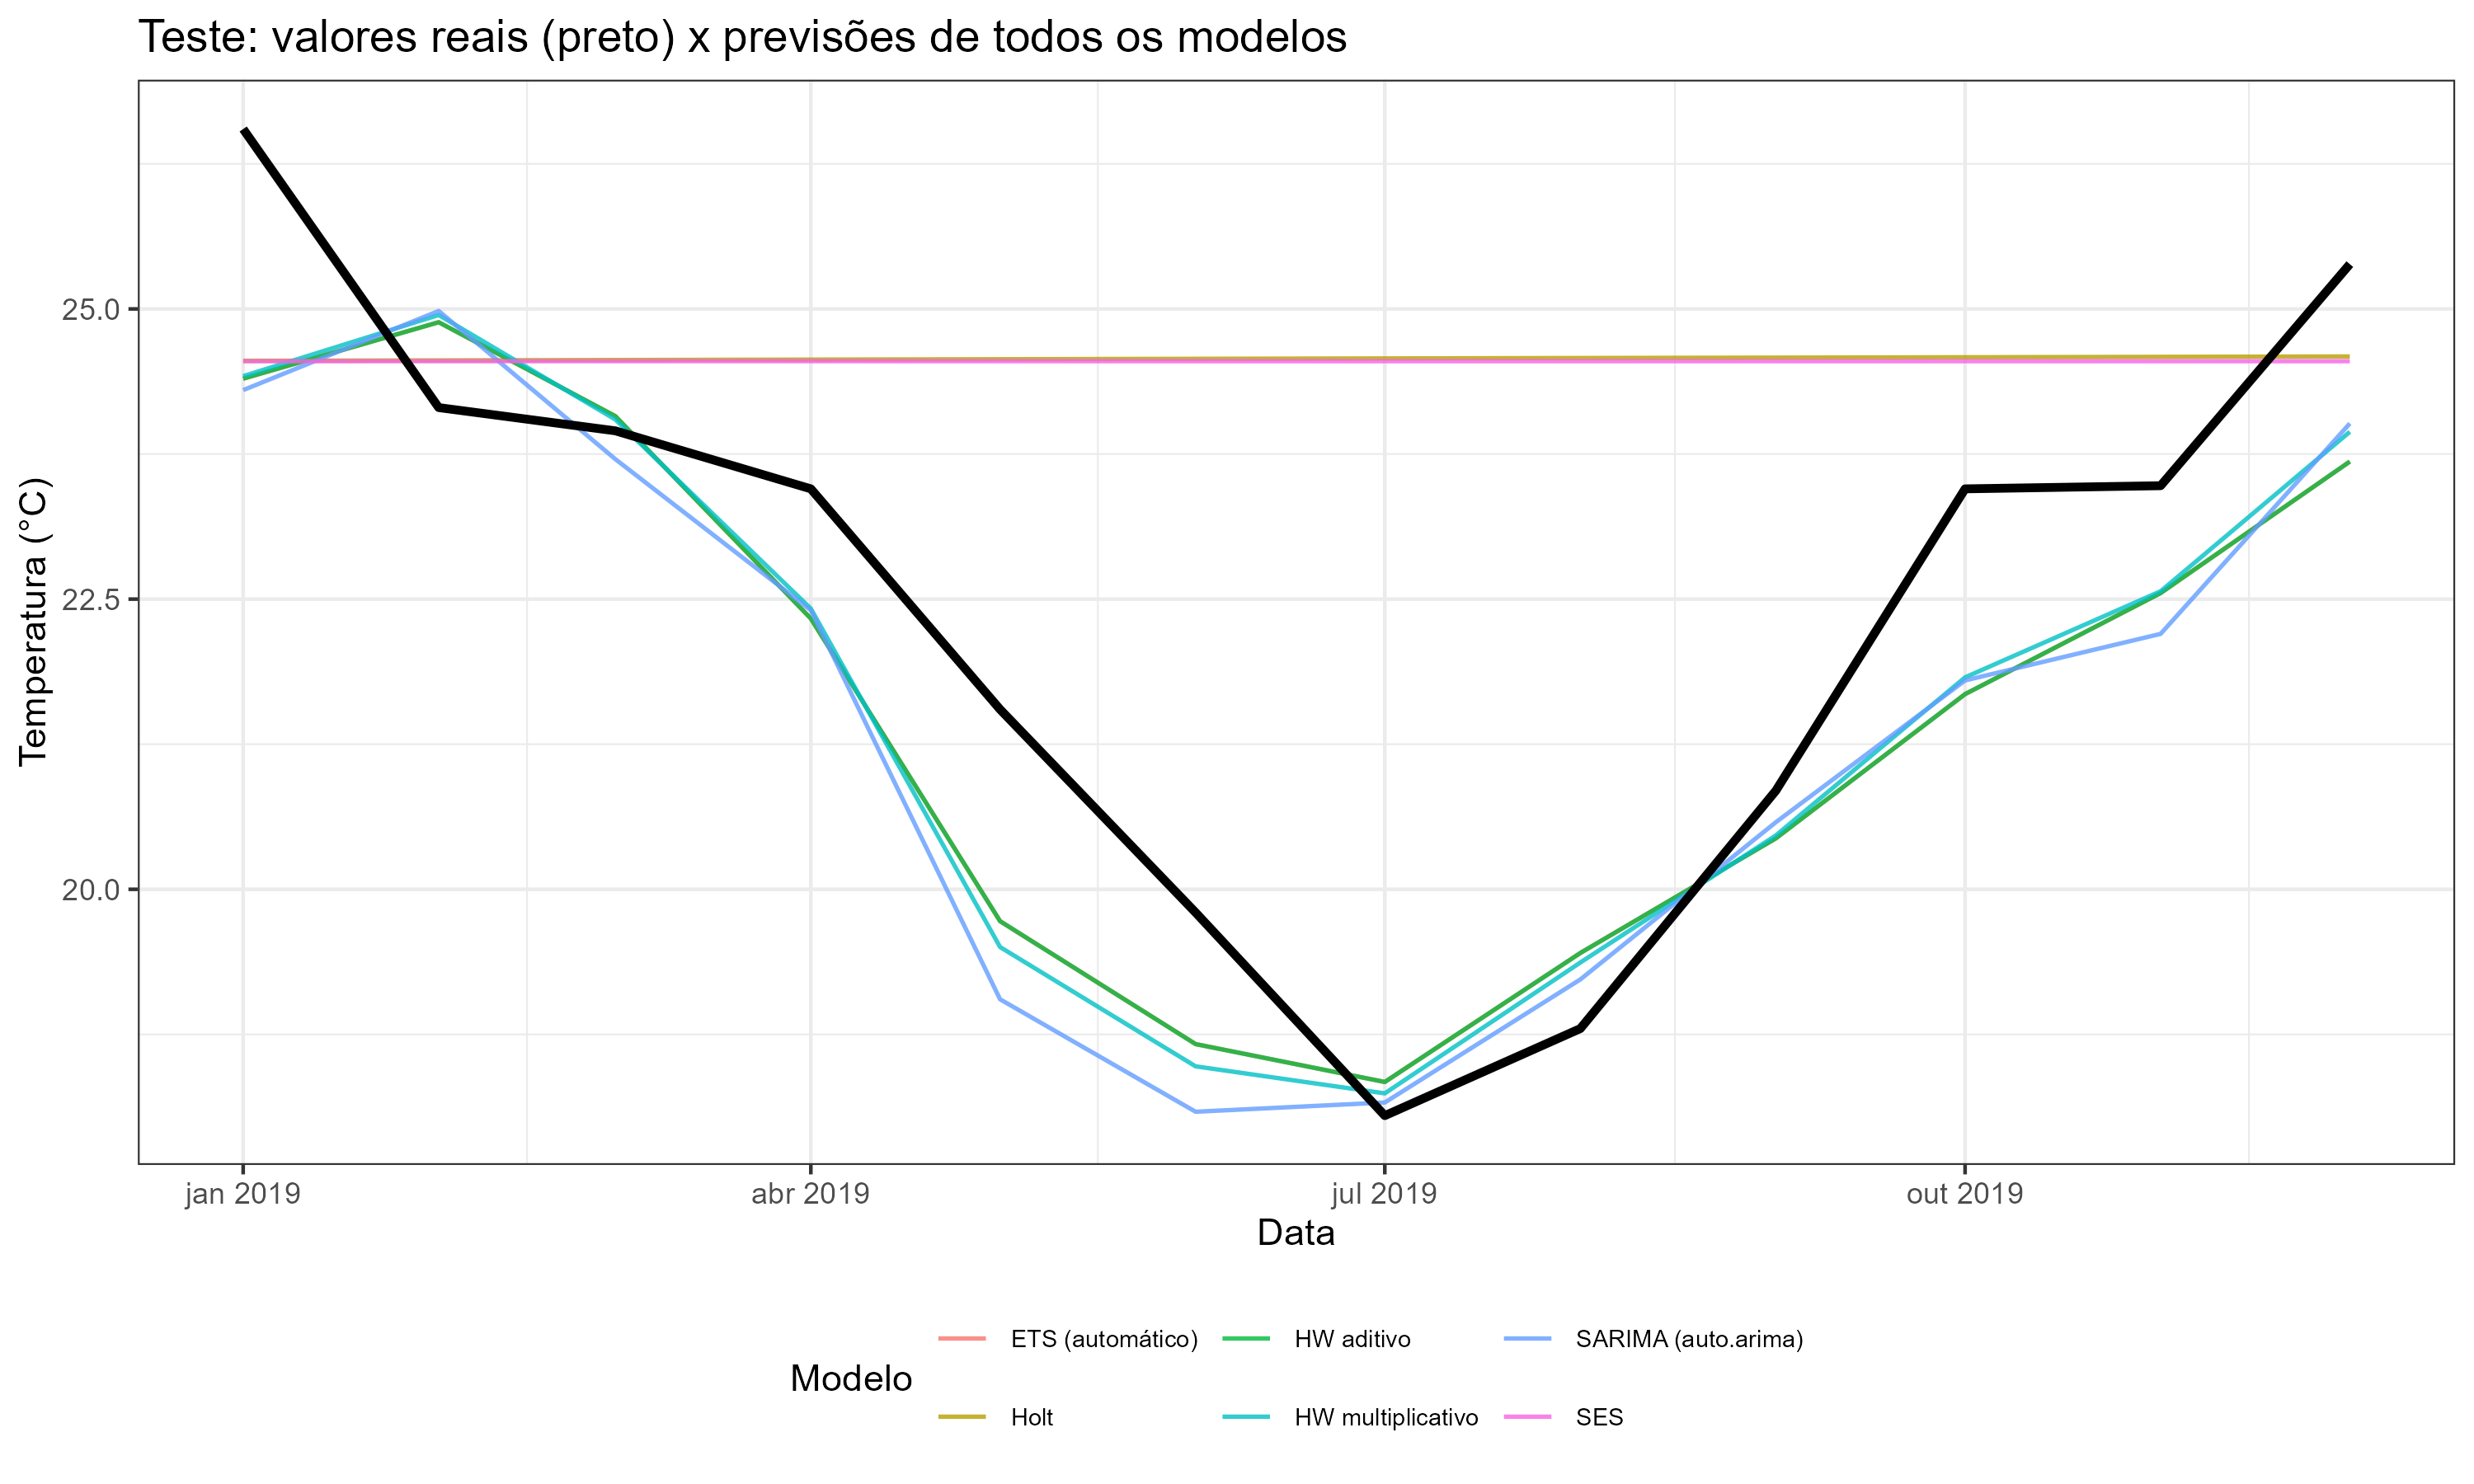 Teste: valores reais (preto) x previsões de todos os modelos
Temperatura (°C)
25.0
22.5
20.0
jan 2019 abr 2019 jul 2019 out 2019
Data
Modelo
ETS (automático) HW aditivo SARIMA (auto.arima)
Holt HW multiplicativo SES